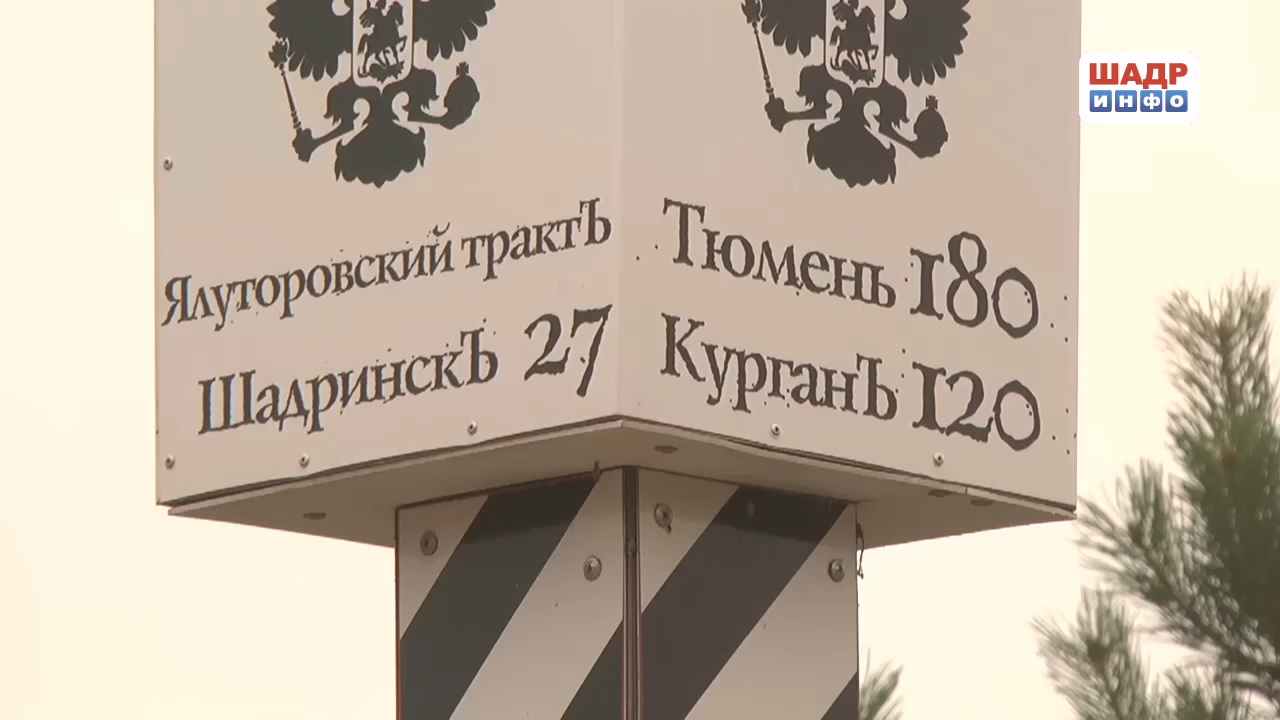 ШАДР
инфо
Ялуторовский трактЪ
ШадринскЪ 27
Тюмень 180
КурганЪ 120